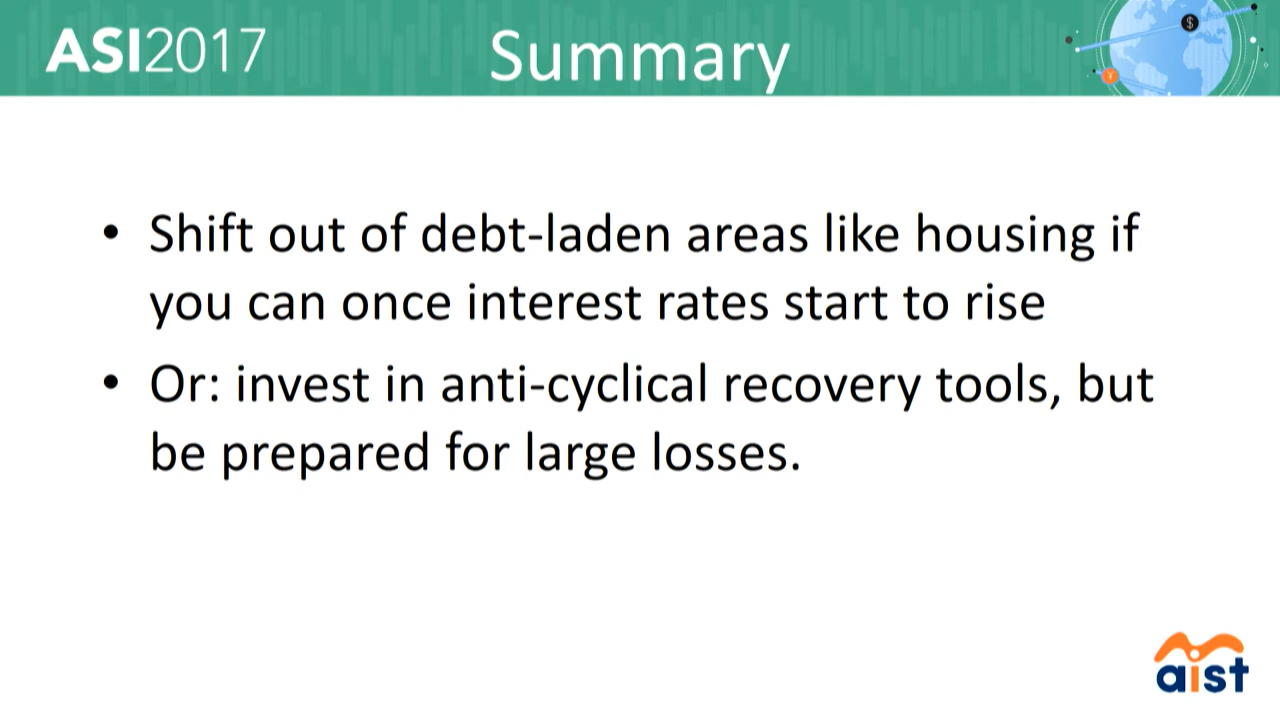 ASI2017
Summary
$
¥
• Shift out of debt-laden areas like housing if
you can once interest rates start to rise
• Or: invest in anti-cyclical recovery tools, but
be prepared for large losses.
aist